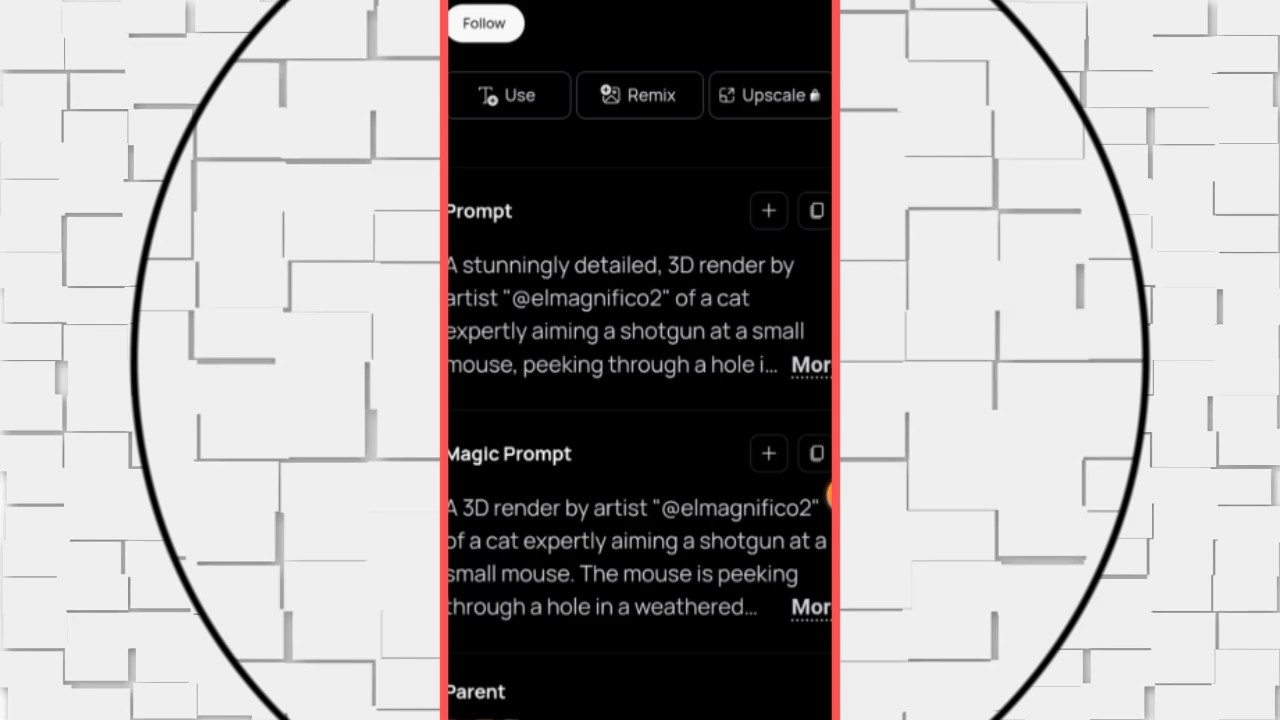 Follow
Use
Remix
Upscale
Prompt
A stunningly detailed, 3D render by
artist "@elmagnifico2" of a cat
expertly aiming a shotgun at a small
mouse, peeking through a hole i... Mor
Magic Prompt
A 3D render by artist "@elmagnifico2"
of a cat expertly aiming a shotgun at a
small mouse. The mouse is peeking
through a hole in a weathered... Mor
Parent